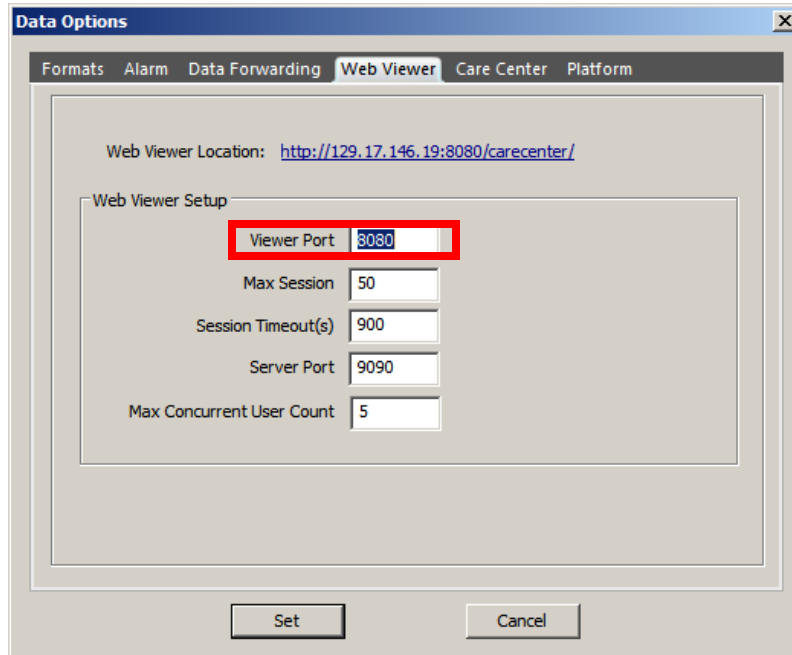 Data Options
Formats Alarm Data Forwarding Web Viewer Care Center Platform
Web Viewer Location: http://129.17.146.19:8080/carecenter/
Web Viewer Setup
Viewer Port 8080
Max Session 50
Session Timeout(s) 900
Server Port 9090
Max Concurrent User Count 5
Set Cancel